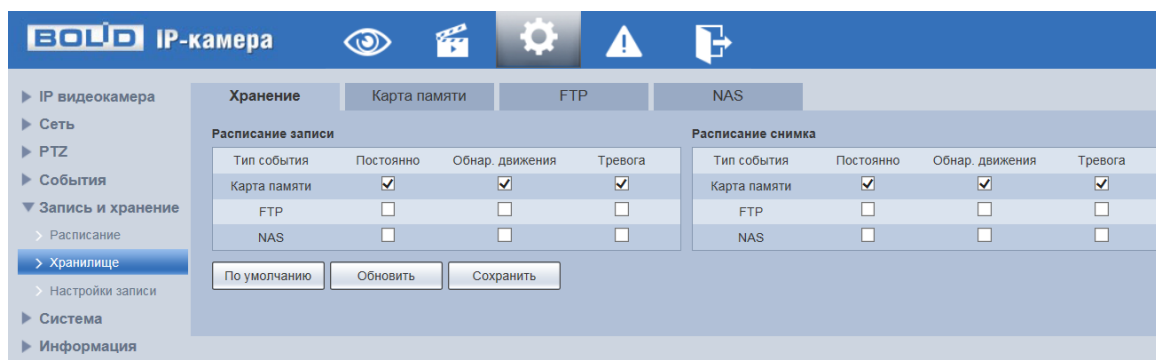 BOLID IP-камера
IP видеокамера
Сеть
PTZ
События
Запись и хранение
Расписание
Хранилище
Настройки записи
Система
Информация
Хранение Карта памяти FTP NAS
Расписание записи
Тип события Постоянно Обнар. движения Тревога
Карта памяти
FTP
NAS
Расписание снимка
Тип события Постоянно Обнар. движения Тревога
Карта памяти
FTP
NAS
По умолчанию Обновить Сохранить